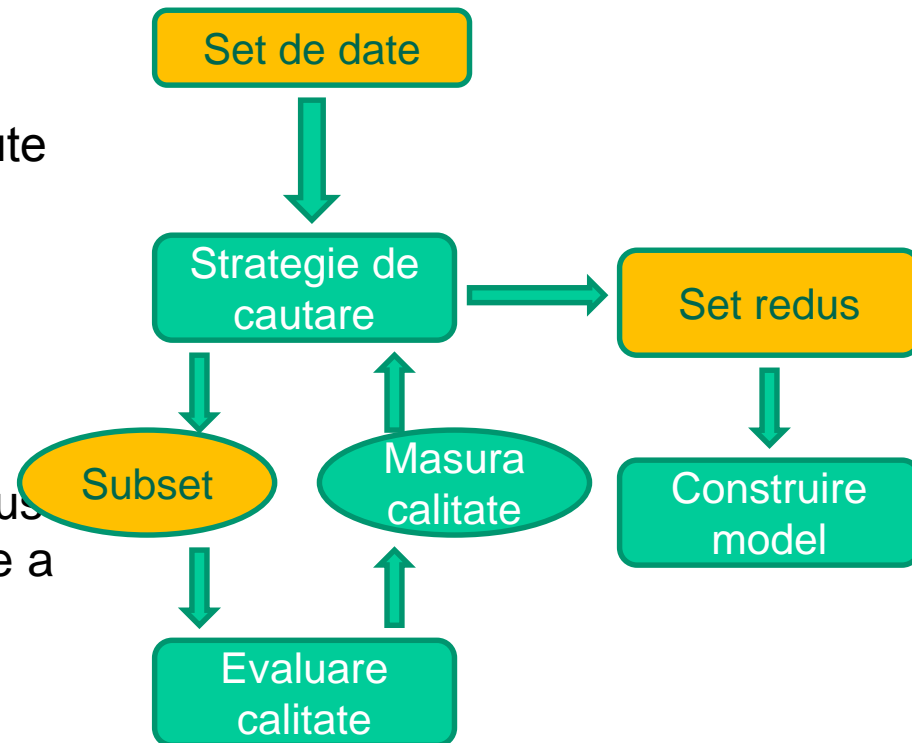 Set de date
Strategie de
cautare
Set redus
Subset
Masura
calitate
Construire
model
e a
Evaluare
calitate